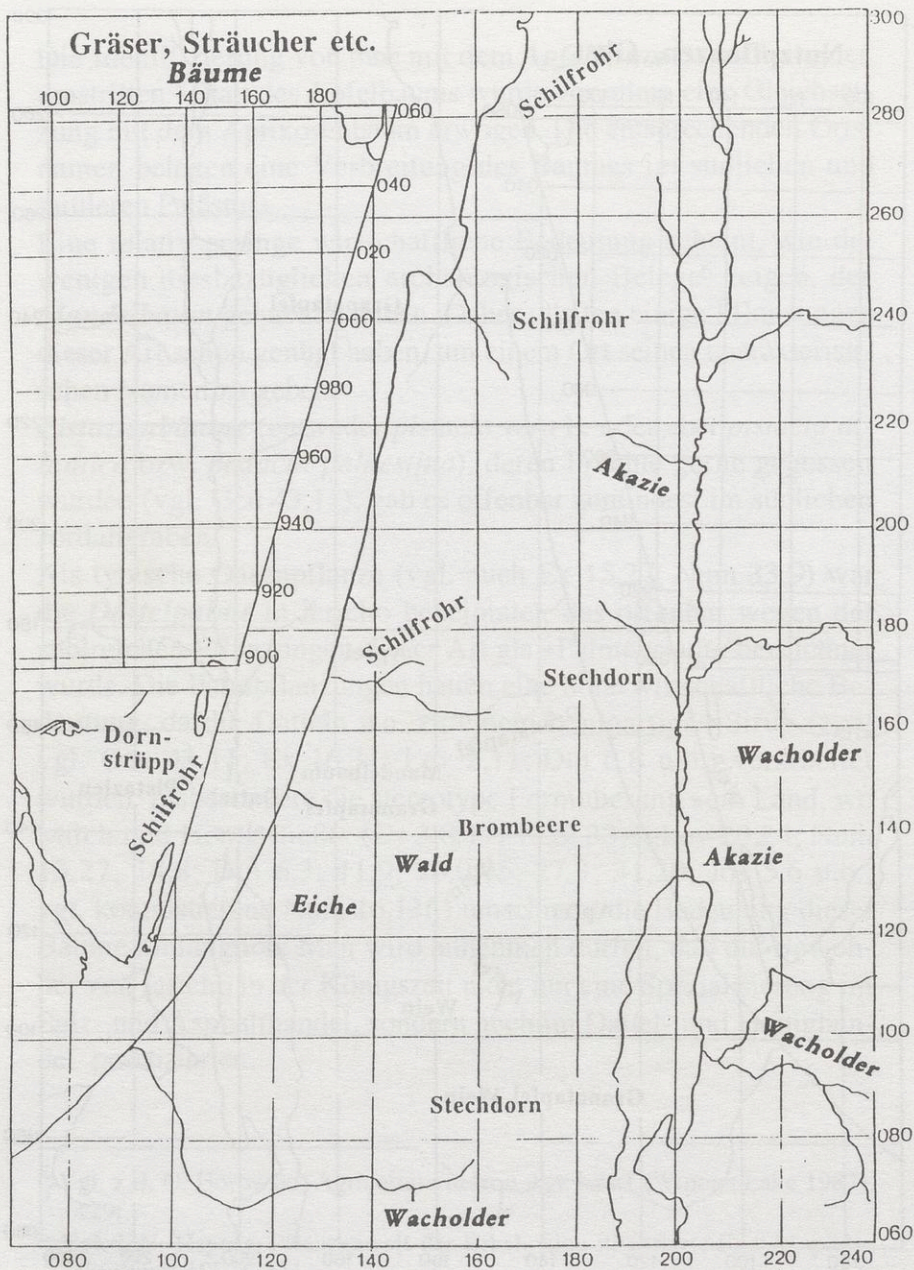 Gräser, Sträucher etc.
Bäume
100 120 140 160 180
060
040
020
000
980
960
940
920
900
300
280
260
240
220
200
180
160
140
120
100
080
060
Schilfrohr
Schilfrohr
Akazie
Schilfrohr
Stechdorn
Dorn-
strüpp
Schilfrohr
Wacholder
Brombeere
Wald
Akazie
Eiche
Wacholder
Stechdorn
Wacholder
080 100 120 140 160 180 200 220 240